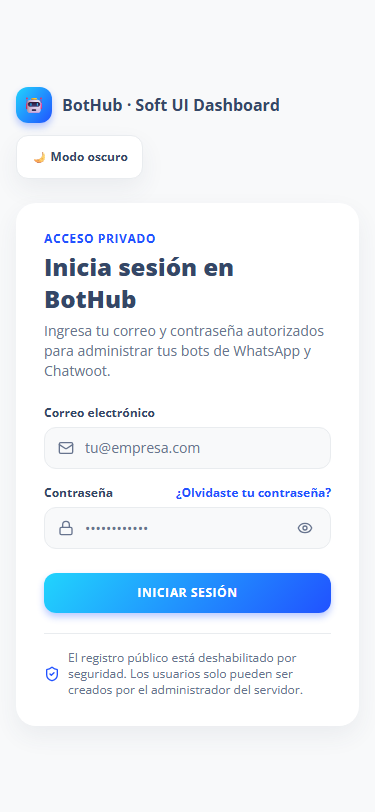 BotHub · Soft UI Dashboard
🌙 Modo oscuro
ACCESO PRIVADO
Inicia sesión en
BotHub
Ingresa tu correo y contraseña autorizados
para administrar tus bots de WhatsApp y
Chatwoot.
Correo electrónico
tu@empresa.com
Contraseña ¿Olvidaste tu contraseña?
••••••••••••
INICIAR SESIÓN
El registro público está deshabilitado por
seguridad. Los usuarios solo pueden ser
creados por el administrador del servidor.